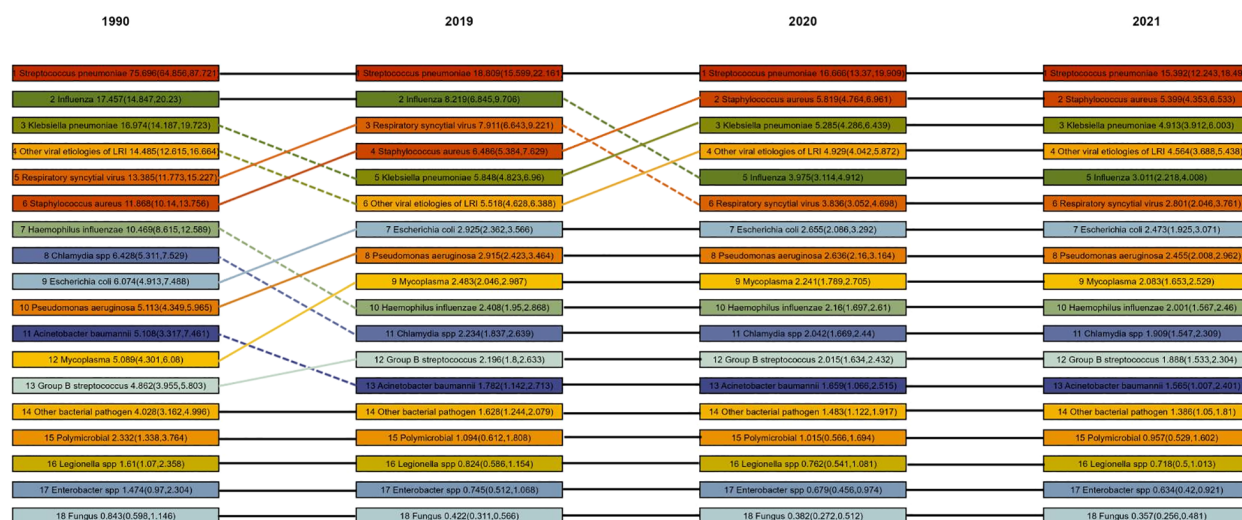 1990 2019 2020 2021
1 Streptococcus pneumoniae 75.696(64.856,87.721 1 Streptococcus pneumoniae 18.809(15.599,22.161 1 Streptococcus pneumoniae 16.666(13.37,19.909) 1 Streptococcus pneumoniae 15.392(12.243,18.49
2 Influenza 17.457(14.847,20.23) 2 Influenza 8.219(6.845,9.706) 2 Staphylococcus aureus 5.819(4.764,6.961) 2 Staphylococcus aureus 5.399(4.353,6.533)
3 Klebsiella pneumoniae 16.974(14.187,19.723) 3 Respiratory syncytial virus 7.911(6.643,9.221) 3 Klebsiella pneumoniae 5.285(4.286,6.439) 3 Klebsiella pneumoniae 4.913(3.912,6.003)
4 Other viral etiologies of LRI 14.485(12.615,16.664) 4 Staphylococcus aureus 6.486(5.384,7.629) 4 Other viral etiologies of LRI 4.929(4.042,5.872) 4 Other viral etiologies of LRI 4.564(3.688,5.438)
5 Respiratory syncytial virus 13.385(11.773,15.227) 5 Klebsiella pneumoniae 5.848(4.823,6.96) 5 Influenza 3.975(3.114,4.912) 5 Influenza 3.011(2.218,4.008)
6 Staphylococcus aureus 11.868(10.14,13.756) 6 Other viral etiologies of LRI 5.518(4.628,6.388) 6 Respiratory syncytial virus 3.836(3.052,4.698) 6 Respiratory syncytial virus 2.801(2.046,3.761)
7 Haemophilus influenzae 10.469(8.615,12.589) 7 Escherichia coli 2.925(2.362,3.566) 7 Escherichia coli 2.655(2.086,3.292) 7 Escherichia coli 2.473(1.925,3.071)
8 Chlamydia spp 6.428(5.311,7.529) 8 Pseudomonas aeruginosa 2.915(2.423,3.464) 8 Pseudomonas aeruginosa 2.636(2.16,3.164) 8 Pseudomonas aeruginosa 2.455(2.008,2.962)
9 Escherichia coli 6.074(4.913,7.488) 9 Mycoplasma 2.483(2.046,2.987) 9 Mycoplasma 2.241(1.789,2.705) 9 Mycoplasma 2.083(1.653,2.529)
10 Pseudomonas aeruginosa 5.113(4.349,5.965) 10 Haemophilus influenzae 2.408(1.95,2.868) 10 Haemophilus influenzae 2.16(1.697,2.61) 10 Haemophilus influenzae 2.001(1.567,2.46)
11 Acinetobacter baumannii 5.108(3.317,7.461) 11 Chlamydia spp 2.234(1.837,2.639) 11 Chlamydia spp 2.042(1.669,2.44) 11 Chlamydia spp 1.909(1.547,2.309)
12 Mycoplasma 5.089(4.301,6.08) 12 Group B streptococcus 2.196(1.8,2.633) 12 Group B streptococcus 2.015(1.634,2.432) 12 Group B streptococcus 1.888(1.533,2.304)
13 Group B streptococcus 4.862(3.955,5.803) 13 Acinetobacter baumannii 1.782(1.142,2.713) 13 Acinetobacter baumannii 1.659(1.066,2.515) 13 Acinetobacter baumannii 1.565(1.007,2.401)
14 Other bacterial pathogen 4.028(3.162,4.996) 14 Other bacterial pathogen 1.628(1.244,2.079) 14 Other bacterial pathogen 1.483(1.122,1.917) 14 Other bacterial pathogen 1.386(1.05,1.81)
15 Polymicrobial 2.332(1.338,3.764) 15 Polymicrobial 1.094(0.612,1.808) 15 Polymicrobial 1.015(0.566,1.694) 15 Polymicrobial 0.957(0.529,1.602)
16 Legionella spp 1.61(1.07,2.358) 16 Legionella spp 0.824(0.586,1.154) 16 Legionella spp 0.762(0.541,1.081) 16 Legionella spp 0.718(0.5,1.013)
17 Enterobacter spp 1.474(0.97,2.304) 17 Enterobacter spp 0.745(0.512,1.068) 17 Enterobacter spp 0.679(0.456,0.974) 17 Enterobacter spp 0.634(0.42,0.921)
18 Fungus 0.843(0.598,1.146) 18 Fungus 0.422(0.311,0.566) 18 Fungus 0.382(0.272,0.512) 18 Fungus 0.357(0.256,0.481)